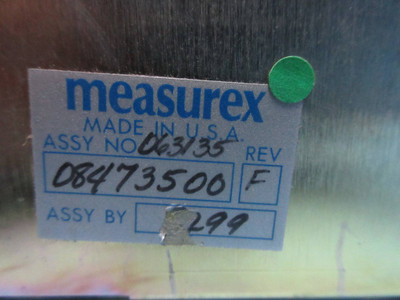 measurex
MADE IN U.S.A.
ASSY NO 063135 REV
08473500 F
ASSY BY 299